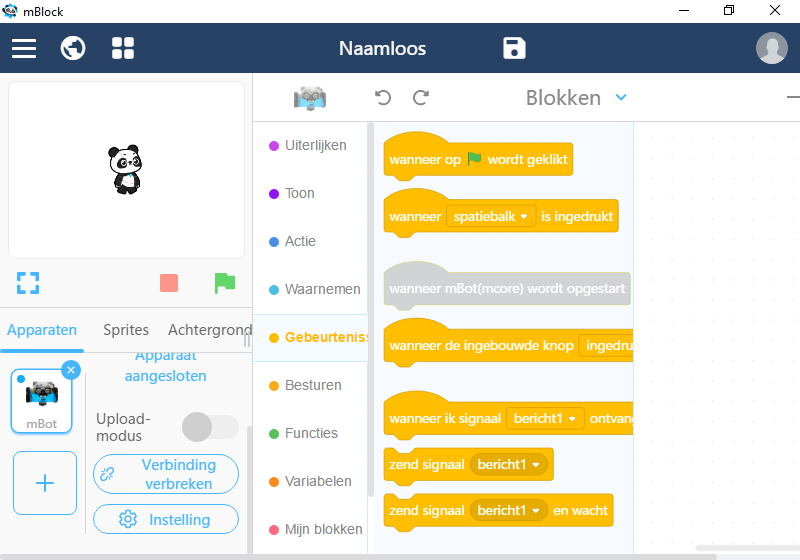 mBlock
Naamloos
Blokken
Uiterlijken
Toon
Actie
Waarnemen
Gebeurteniss
Besturen
Functies
Variabelen
Mijn blokken
wanneer op wordt geklikt
wanneer spatiebalk is ingedrukt
wanneer mBot(mcore) wordt opgestart
wanneer de ingebouwde knop ingedru
wanneer ik signaal bericht1 ontvang
zend signaal bericht1
zend signaal bericht1 en wacht
Apparaten Sprites Achtergrond
Apparaat
aangesloten
mBot
Upload-
modus
Verbinding
verbreken
Instelling